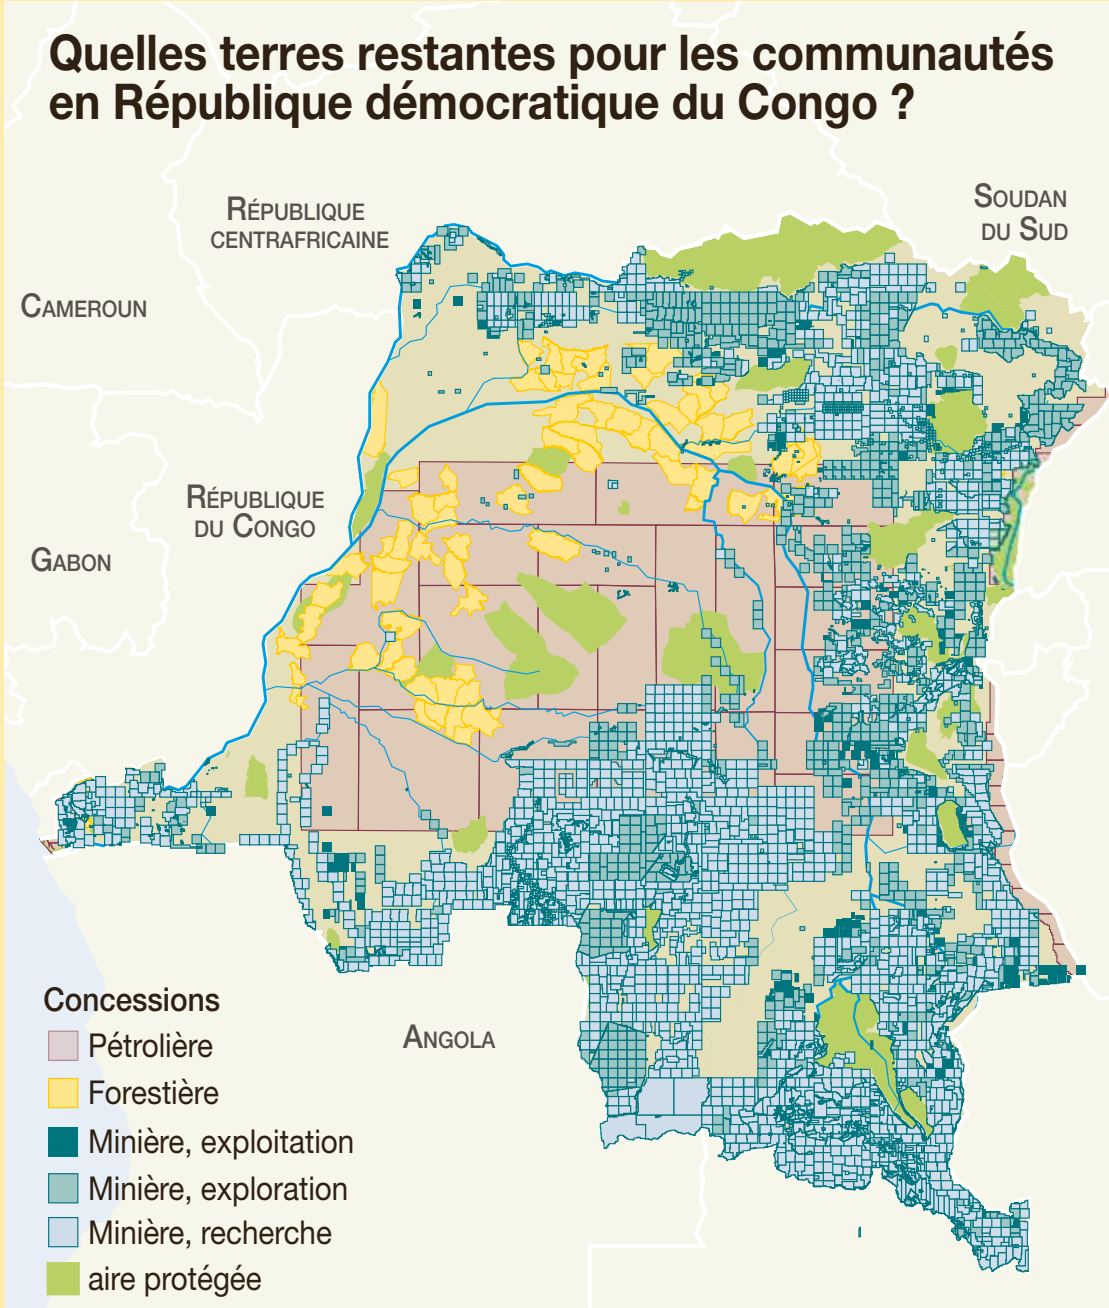 Quelles terres restantes pour les communautés
en République démocratique du Congo ?
SOUDAN
DU SUD
RÉPUBLIQUE
CENTRAFRICAINE
CAMEROUN
RÉPUBLIQUE
DU CONGO
GABON
Concessions
ANGOLA
Pétrolière
Forestière
Minière, exploitation
Minière, exploration
Minière, recherche
aire protégée